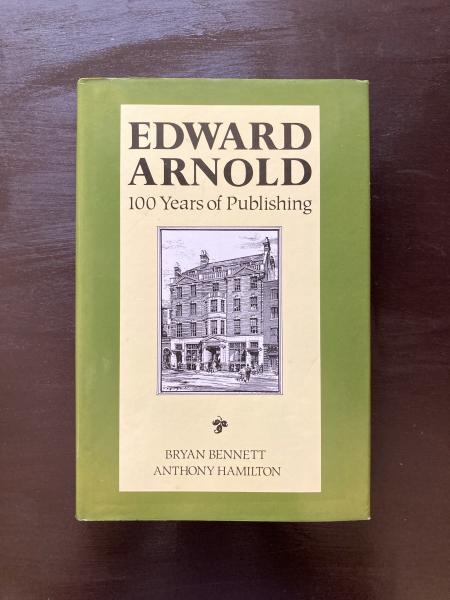 EDWARD
ARNOLD
100 Years of Publishing
BRYAN BENNETT
ANTHONY HAMILTON